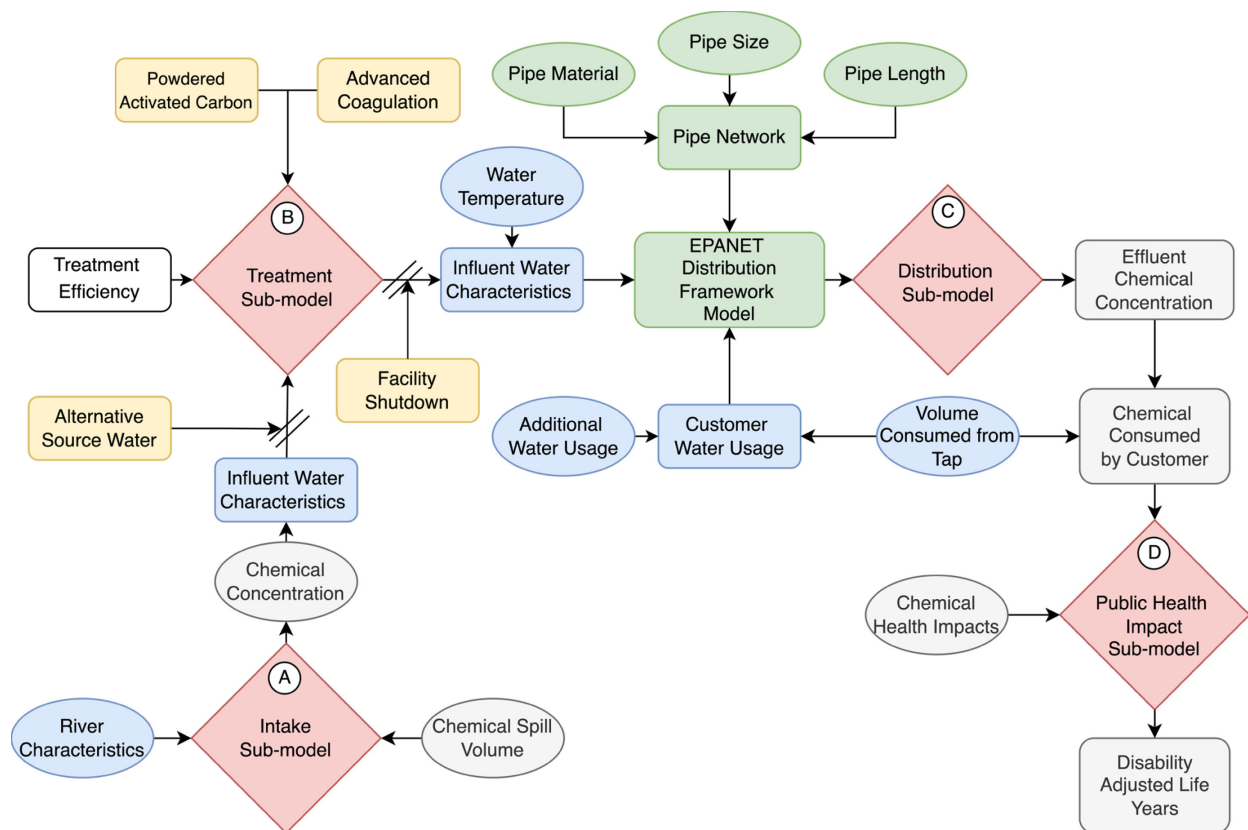 Powdered
Activated Carbon
Advanced
Coagulation
Pipe Material
Pipe Size
Pipe Length
Pipe Network
Water
Temperature
B
Treatment
Sub-model
Treatment
Efficiency
Influent Water
Characteristics
EPANET
Distribution
Framework
Model
C
Distribution
Sub-model
Effluent
Chemical
Concentration
Facility
Shutdown
Alternative
Source Water
Additional
Water Usage
Customer
Water Usage
Volume
Consumed from
Tap
Chemical
Consumed
by Customer
Influent Water
Characteristics
Chemical
Concentration
D
Public Health
Impact
Sub-model
Chemical
Health Impacts
A
Intake
Sub-model
River
Characteristics
Chemical Spill
Volume
Disability
Adjusted Life
Years